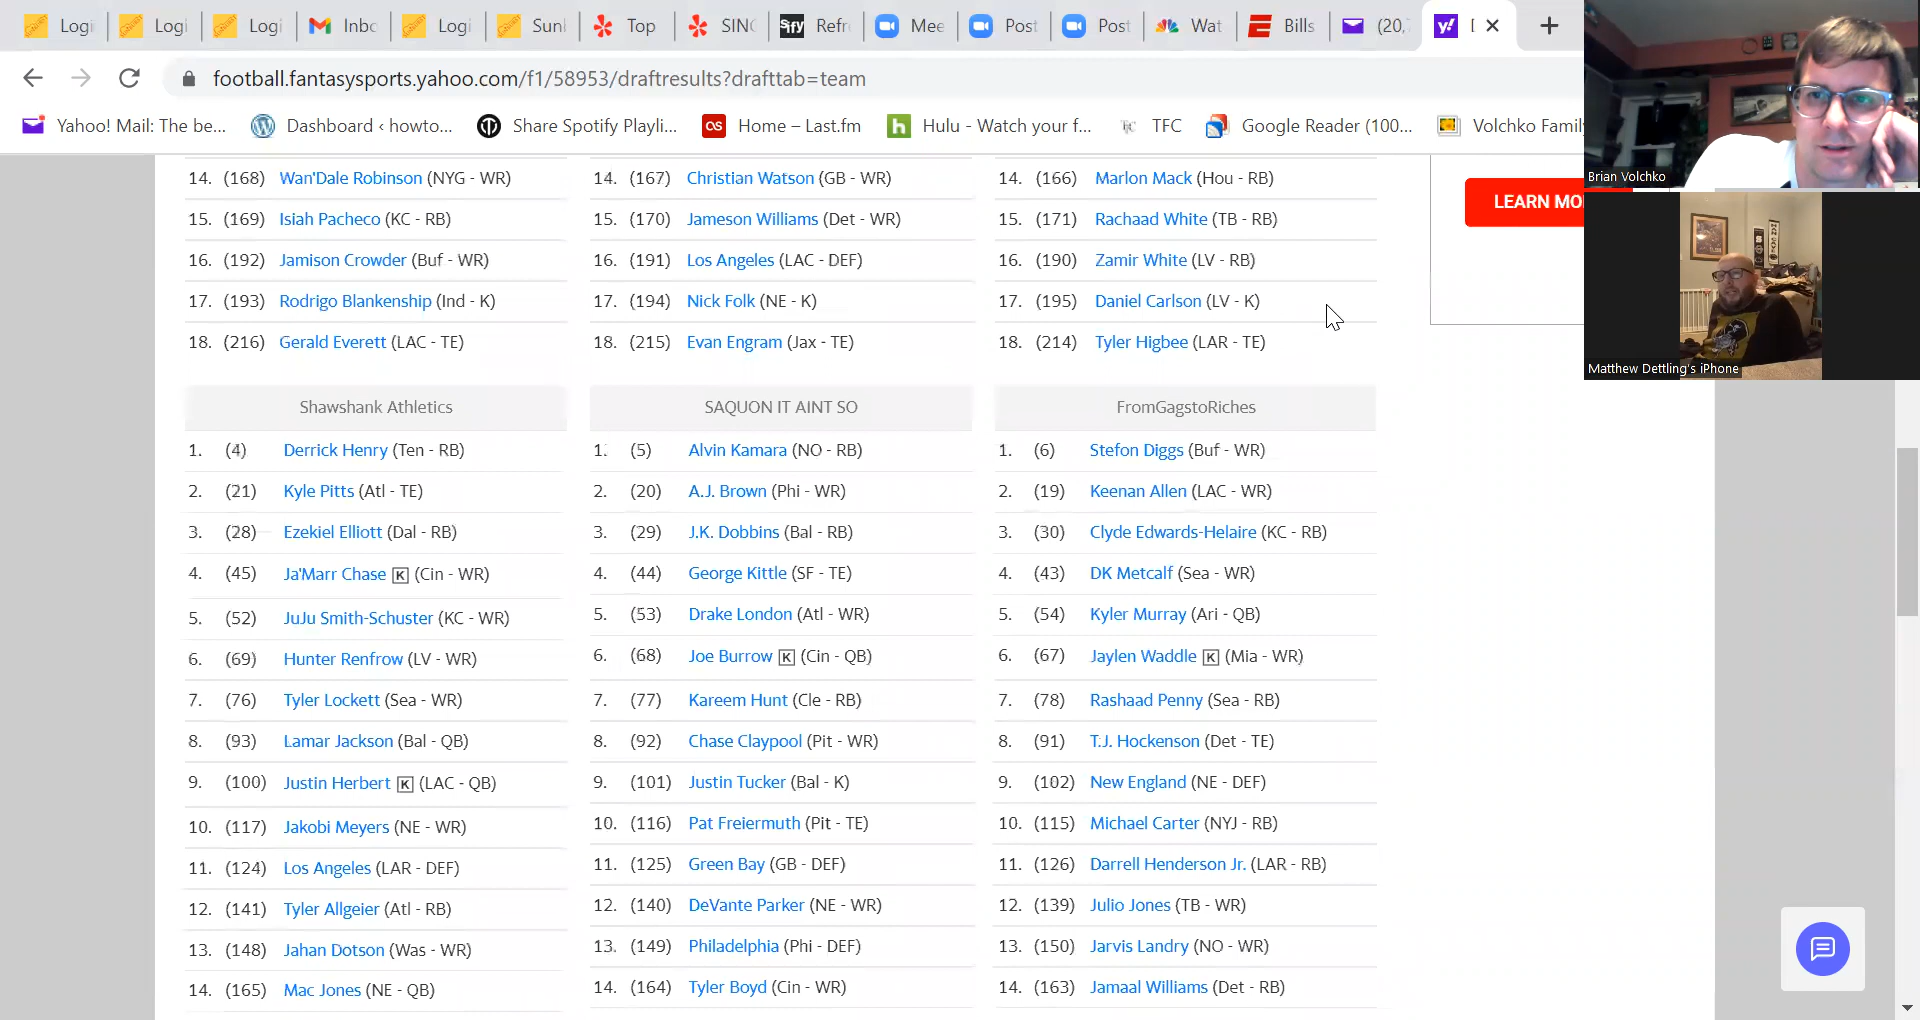 Logi Logi Logi Inbo Logi Sunl Top SINC Sify Refre Mee Post Post Wat Bills (20, [
football.fantasysports.yahoo.com/f1/58953/draftresults?drafttab=team
Yahoo! Mail: The be... Dashboard ‹ howto... Share Spotify Playli... Home – Last.fm Hulu - Watch your f... TFC Google Reader (100... Volchko Family
14. (168) Wan'Dale Robinson (NYG - WR)
15. (169) Isiah Pacheco (KC - RB)
16. (192) Jamison Crowder (Buf - WR)
17. (193) Rodrigo Blankenship (Ind - K)
18. (216) Gerald Everett (LAC - TE)
14. (167) Christian Watson (GB - WR)
15. (170) Jameson Williams (Det - WR)
16. (191) Los Angeles (LAC - DEF)
17. (194) Nick Folk (NE - K)
18. (215) Evan Engram (Jax - TE)
14. (166) Marlon Mack (Hou - RB)
15. (171) Rachaad White (TB - RB)
16. (190) Zamir White (LV - RB)
17. (195) Daniel Carlson (LV - K)
18. (214) Tyler Higbee (LAR - TE)
LEARN MO
Brian Volchko
Matthew Dettling's iPhone
Shawshank Athletics
1. (4) Derrick Henry (Ten - RB)
2. (21) Kyle Pitts (Atl - TE)
3. (28) Ezekiel Elliott (Dal - RB)
4. (45) Ja'Marr Chase K (Cin - WR)
5. (52) JuJu Smith-Schuster (KC - WR)
6. (69) Hunter Renfrow (LV - WR)
7. (76) Tyler Lockett (Sea - WR)
8. (93) Lamar Jackson (Bal - QB)
9. (100) Justin Herbert K (LAC - QB)
10. (117) Jakobi Meyers (NE - WR)
11. (124) Los Angeles (LAR - DEF)
12. (141) Tyler Allgeier (Atl - RB)
13. (148) Jahan Dotson (Was - WR)
14. (165) Mac Jones (NE - QB)
SAQUON IT AINT SO
1. (5) Alvin Kamara (NO - RB)
2. (20) A.J. Brown (Phi - WR)
3. (29) J.K. Dobbins (Bal - RB)
4. (44) George Kittle (SF - TE)
5. (53) Drake London (Atl - WR)
6. (68) Joe Burrow K (Cin - QB)
7. (77) Kareem Hunt (Cle - RB)
8. (92) Chase Claypool (Pit - WR)
9. (101) Justin Tucker (Bal - K)
10. (116) Pat Freiermuth (Pit - TE)
11. (125) Green Bay (GB - DEF)
12. (140) DeVante Parker (NE - WR)
13. (149) Philadelphia (Phi - DEF)
14. (164) Tyler Boyd (Cin - WR)
FromGagstoRiches
1. (6) Stefon Diggs (Buf - WR)
2. (19) Keenan Allen (LAC - WR)
3. (30) Clyde Edwards-Helaire (KC - RB)
4. (43) DK Metcalf (Sea - WR)
5. (54) Kyler Murray (Ari - QB)
6. (67) Jaylen Waddle K (Mia - WR)
7. (78) Rashaad Penny (Sea - RB)
8. (91) T.J. Hockenson (Det - TE)
9. (102) New England (NE - DEF)
10. (115) Michael Carter (NYJ - RB)
11. (126) Darrell Henderson Jr. (LAR - RB)
12. (139) Julio Jones (TB - WR)
13. (150) Jarvis Landry (NO - WR)
14. (163) Jamaal Williams (Det - RB)